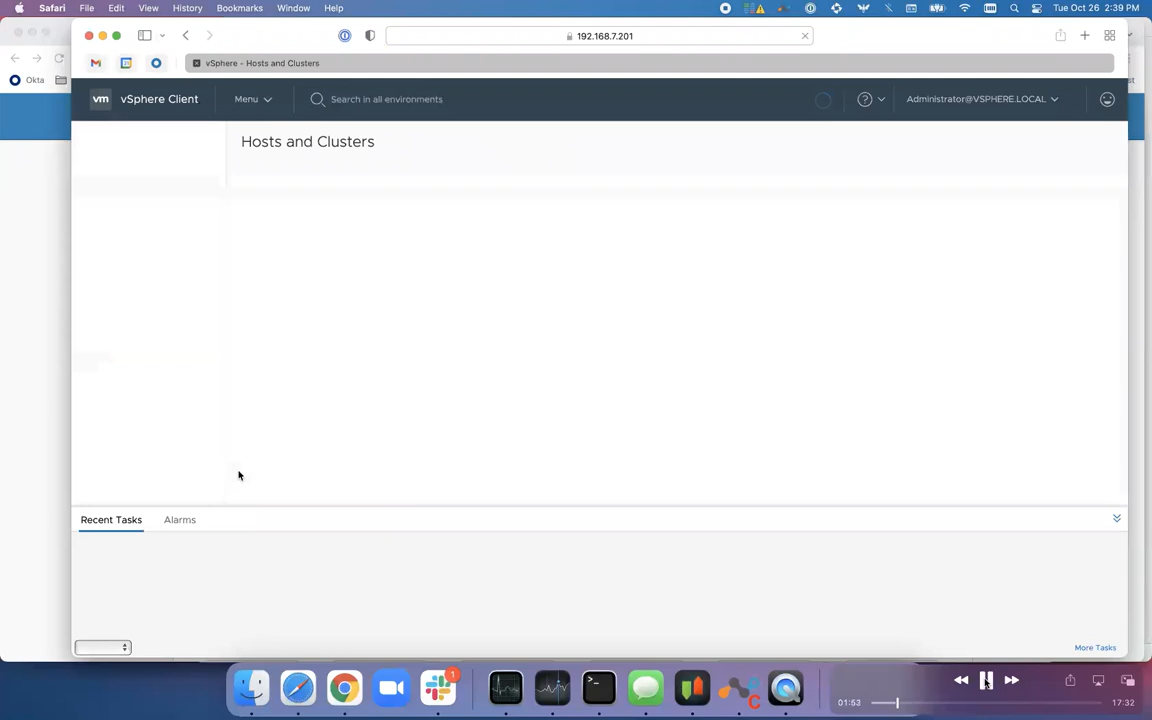 Safari File Edit View History Bookmarks Window Help Tue Oct 26 2:39 PM
192.168.7.201
vSphere - Hosts and Clusters
Okta
vm vSphere Client Menu Search in all environments Administrator@VSPHERE.LOCAL
Hosts and Clusters
Recent Tasks Alarms
More Tasks
1
C
01:53 17:32